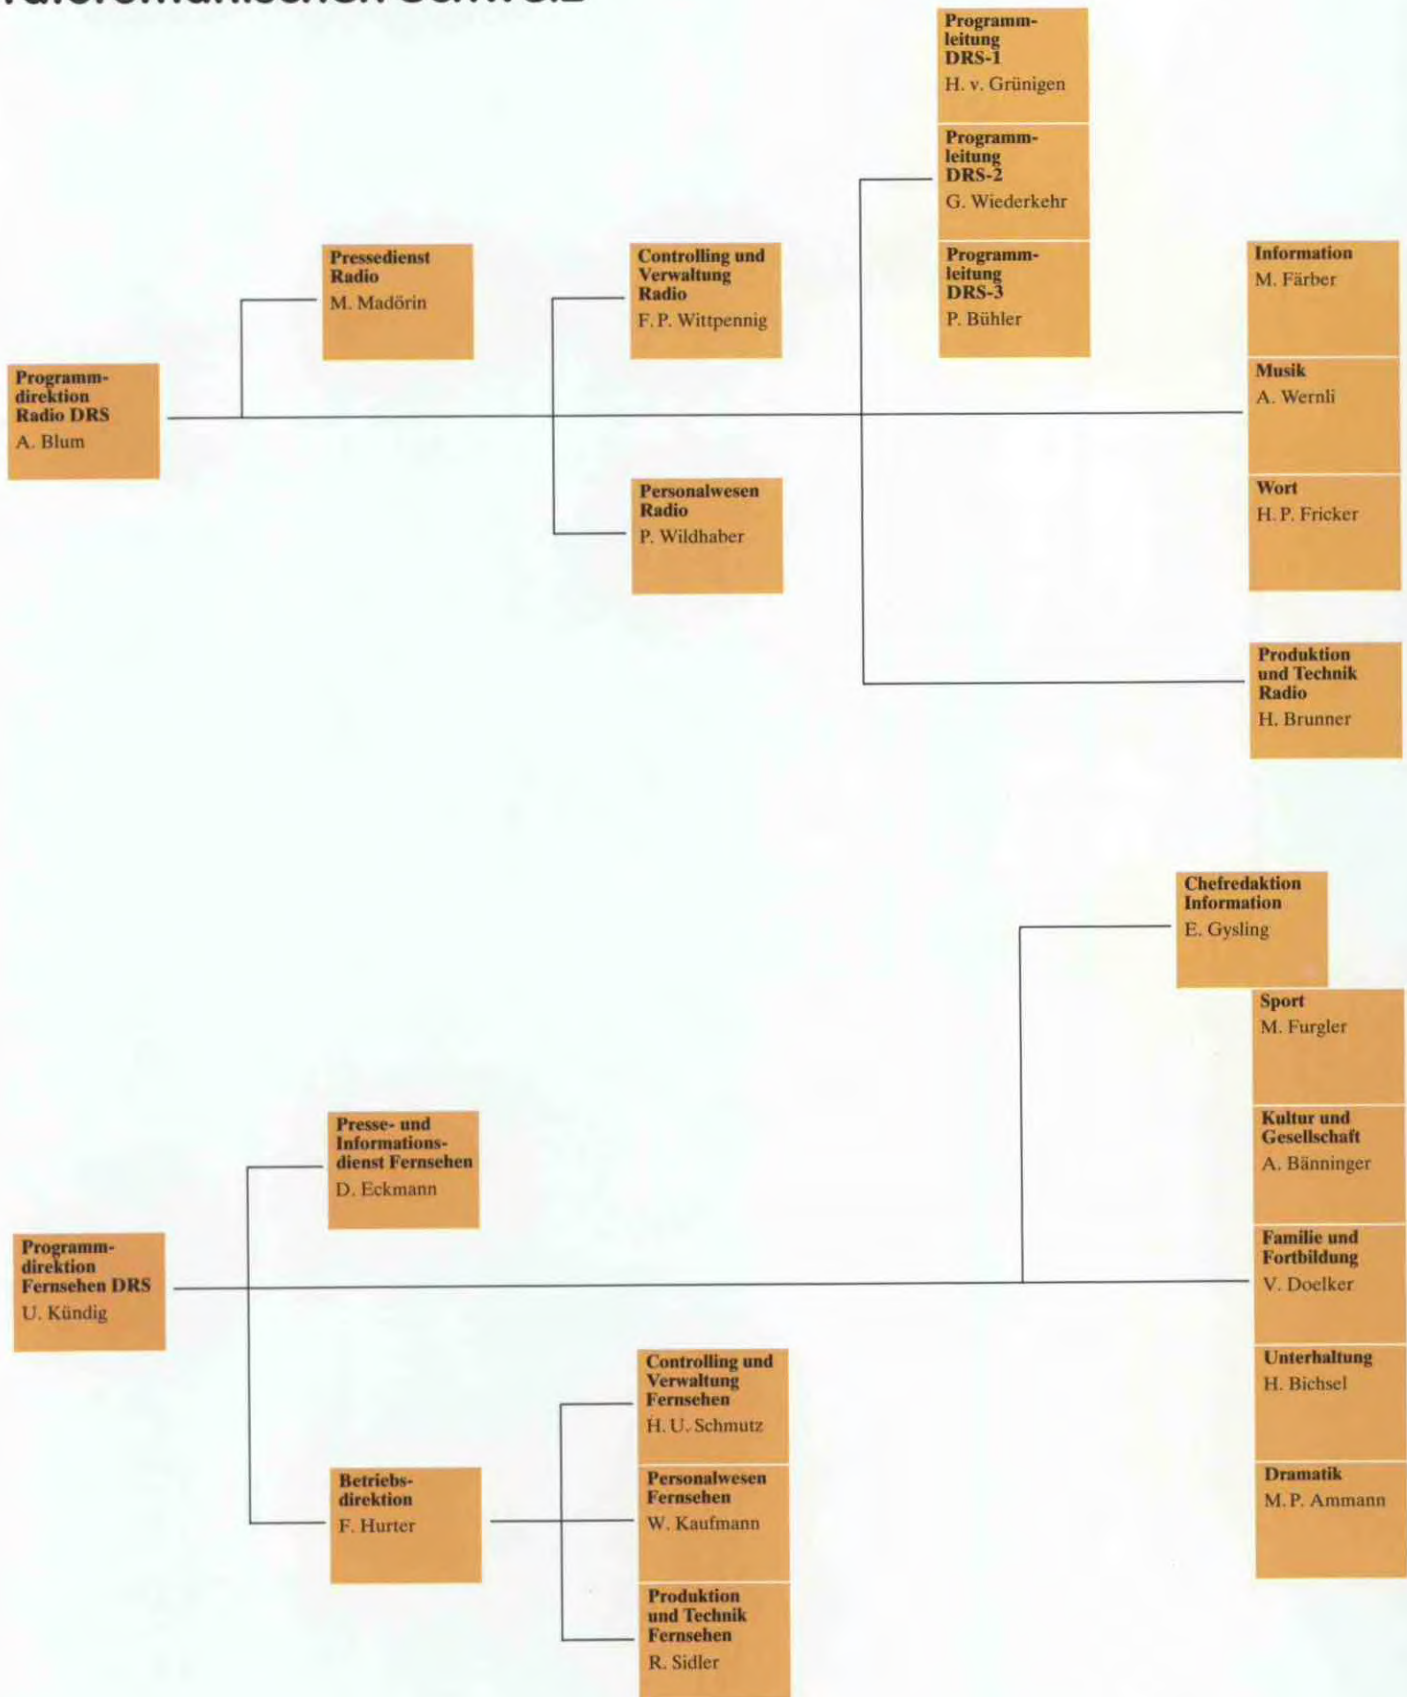 Programm-
leitung
DRS-1
H. v. Grünigen
Programm-
leitung
DRS-2
G. Wiederkehr
Programm-
leitung
DRS-3
P. Bühler
Pressedienst
Radio
M. Madörin
Controlling und
Verwaltung
Radio
F. P. Wittpennig
Information
M. Färber
Programm-
direktion
Radio DRS
A. Blum
Musik
A. Wernli
Personalwesen
Radio
P. Wildhaber
Wort
H. P. Fricker
Produktion
und Technik
Radio
H. Brunner
Chefredaktion
Information
E. Gysling
Sport
M. Furgler
Presse- und
Informations-
dienst Fernsehen
D. Eckmann
Kultur und
Gesellschaft
A. Bänninger
Programm-
direktion
Fernsehen DRS
U. Kündig
Familie und
Fortbildung
V. Doelker
Controlling und
Verwaltung
Fernsehen
H. U. Schmutz
Unterhaltung
H. Bichsel
Betriebs-
direktion
F. Hurter
Personalwesen
Fernsehen
W. Kaufmann
Dramatik
M. P. Ammann
Produktion
und Technik
Fernsehen
R. Sidler